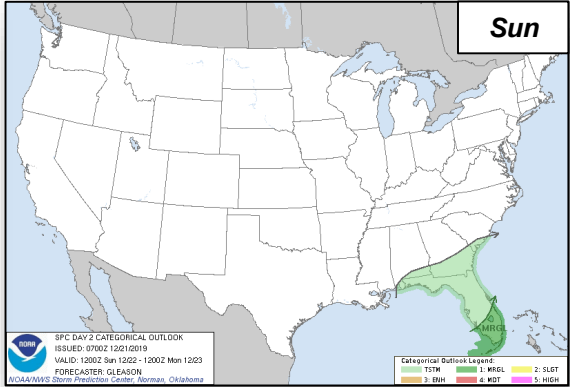 Sun
MRGL
NOAA
SPC DAY 2 CATEGORICAL OUTLOOK
ISSUED: 0700Z 12/21/2019
VALID: 1200Z Sun 12/22 - 1200Z Mon 12/23
FORECASTER: GLEASON
NOAA/NWS Storm Prediction Center, Norman, Oklahoma
Categorical Outlook Legend:
TSTM 1: MRGL 2: SLGT
3: ENH 4: MDT 5: HIGH